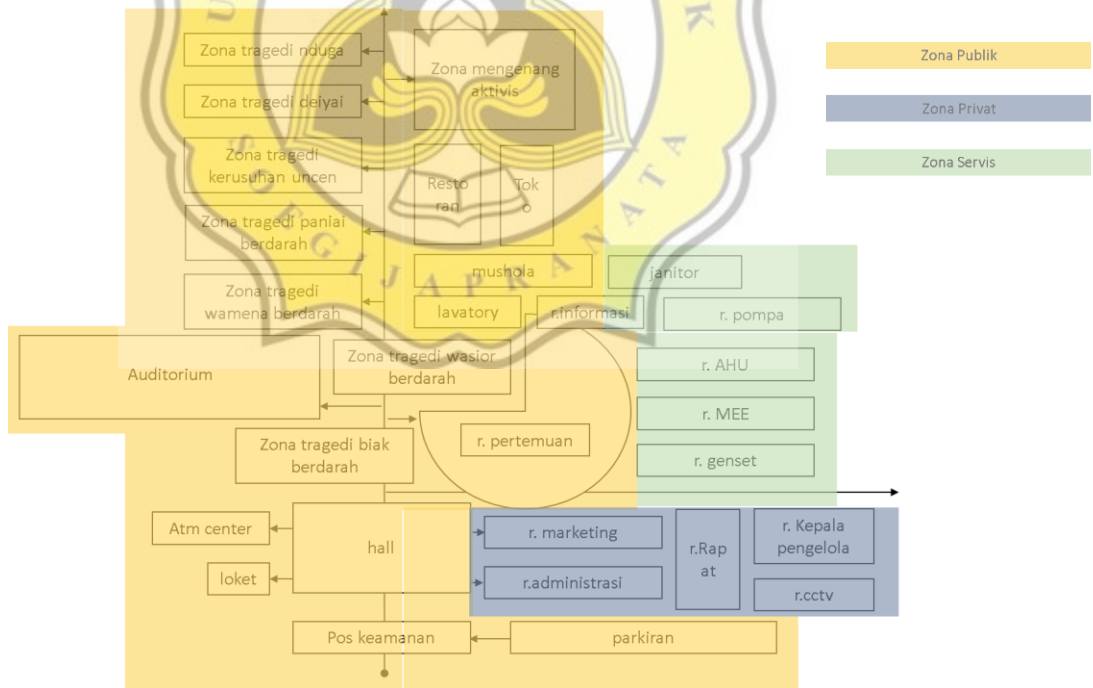 U
K
Zona tragedi nduga
Zona mengenang
aktivis
Zona Publik
Zona tragedi deiyai
Zona Privat
Zona tragedi
kerusuhan uncen
Resto
ran
Tok
o
Zona Servis
Zona tragedi paniai
berdarah
SOEGIJAPRANATA
mushola
janitor
Zona tragedi
wamena berdarah
lavatory
r.informasi
r. pompa
Auditorium
Zona tragedi wasior
berdarah
r. AHU
r. MEE
r. pertemuan
Zona tragedi biak
berdarah
r. genset
Atm center
hall
r. marketing
r.Rap
at
r. Kepala
pengelola
loket
r.administrasi
r.cctv
Pos keamanan
parkiran